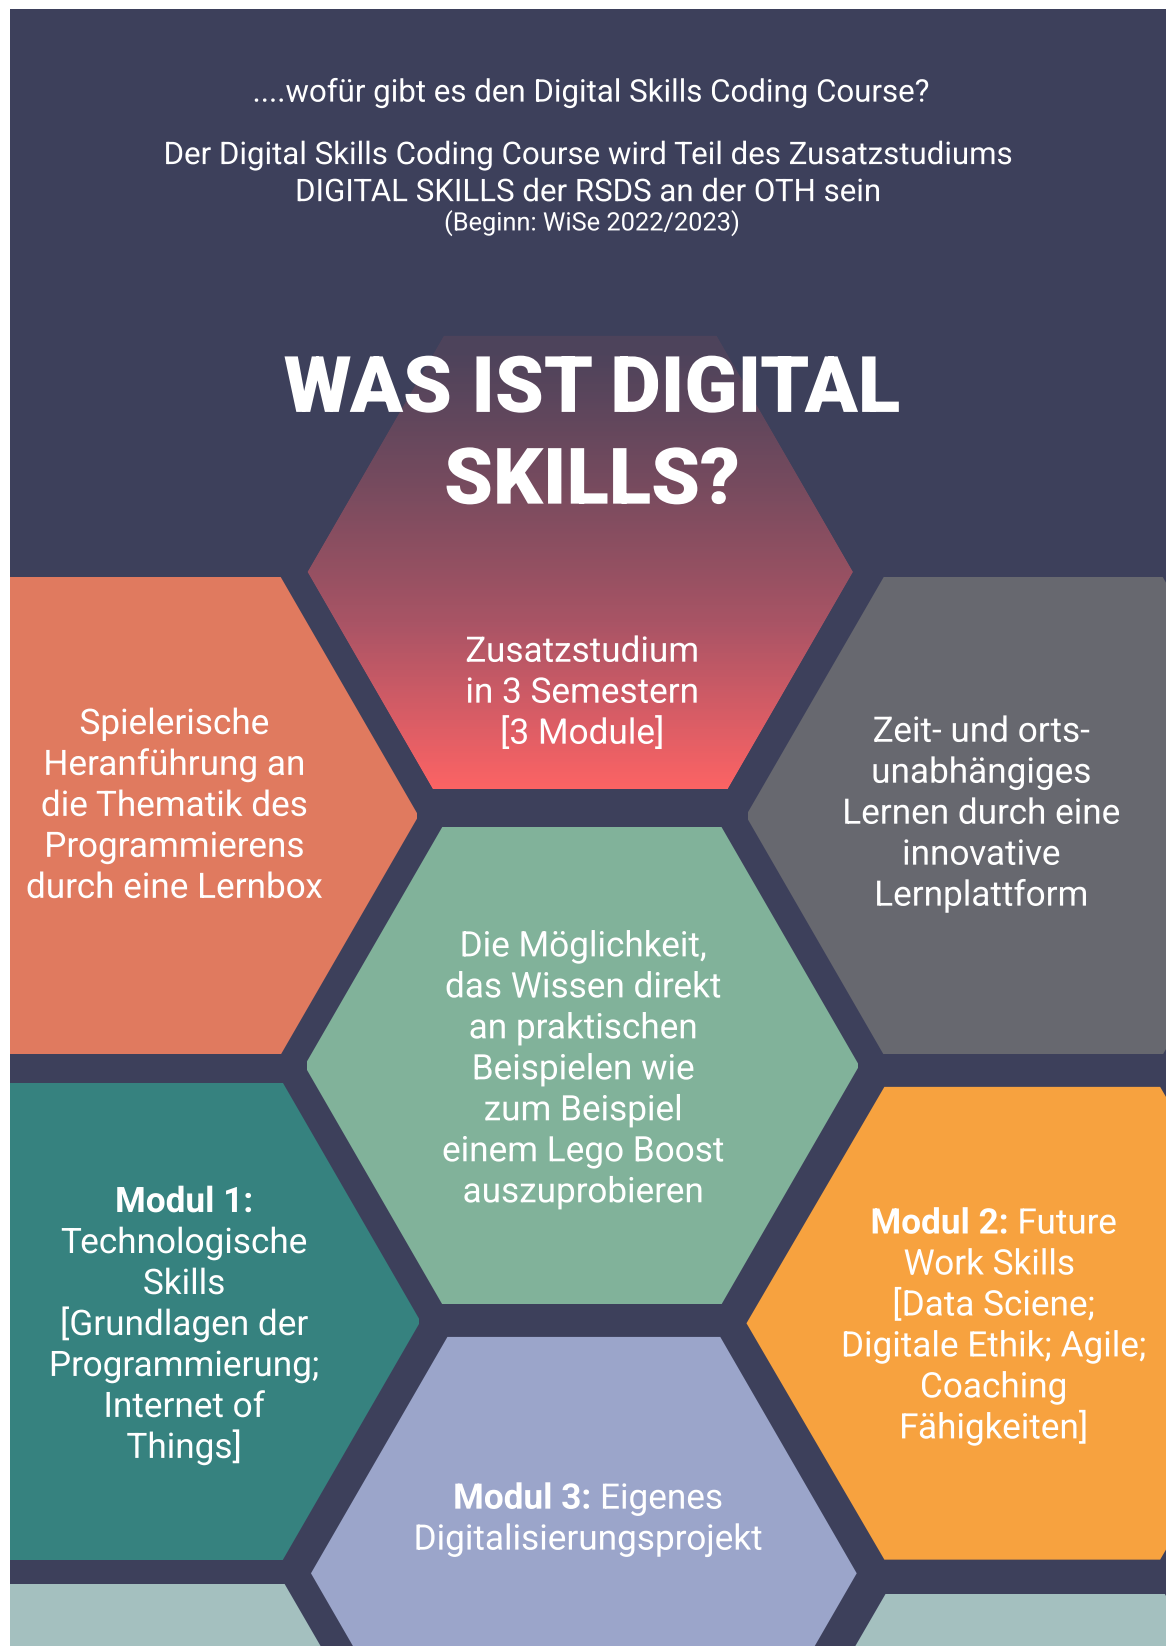 ....wofür gibt es den Digital Skills Coding Course?
Der Digital Skills Coding Course wird Teil des Zusatzstudiums
DIGITAL SKILLS der RSDS an der OTH sein
(Beginn: WiSe 2022/2023)
WAS IST DIGITAL
SKILLS?
Zusatzstudium
in 3 Semestern
[3 Module]
Spielerische
Heranführung an
die Thematik des
Programmierens
durch eine Lernbox
Zeit- und orts-
unabhängiges
Lernen durch eine
innovative
Lernplattform
Die Möglichkeit,
das Wissen direkt
an praktischen
Beispielen wie
zum Beispiel
einem Lego Boost
auszuprobieren
Modul 1:
Technologische
Skills
[Grundlagen der
Programmierung;
Internet of
Things]
Modul 2: Future
Work Skills
[Data Sciene;
Digitale Ethik; Agile;
Coaching
Fähigkeiten]
Modul 3: Eigenes
Digitalisierungsprojekt